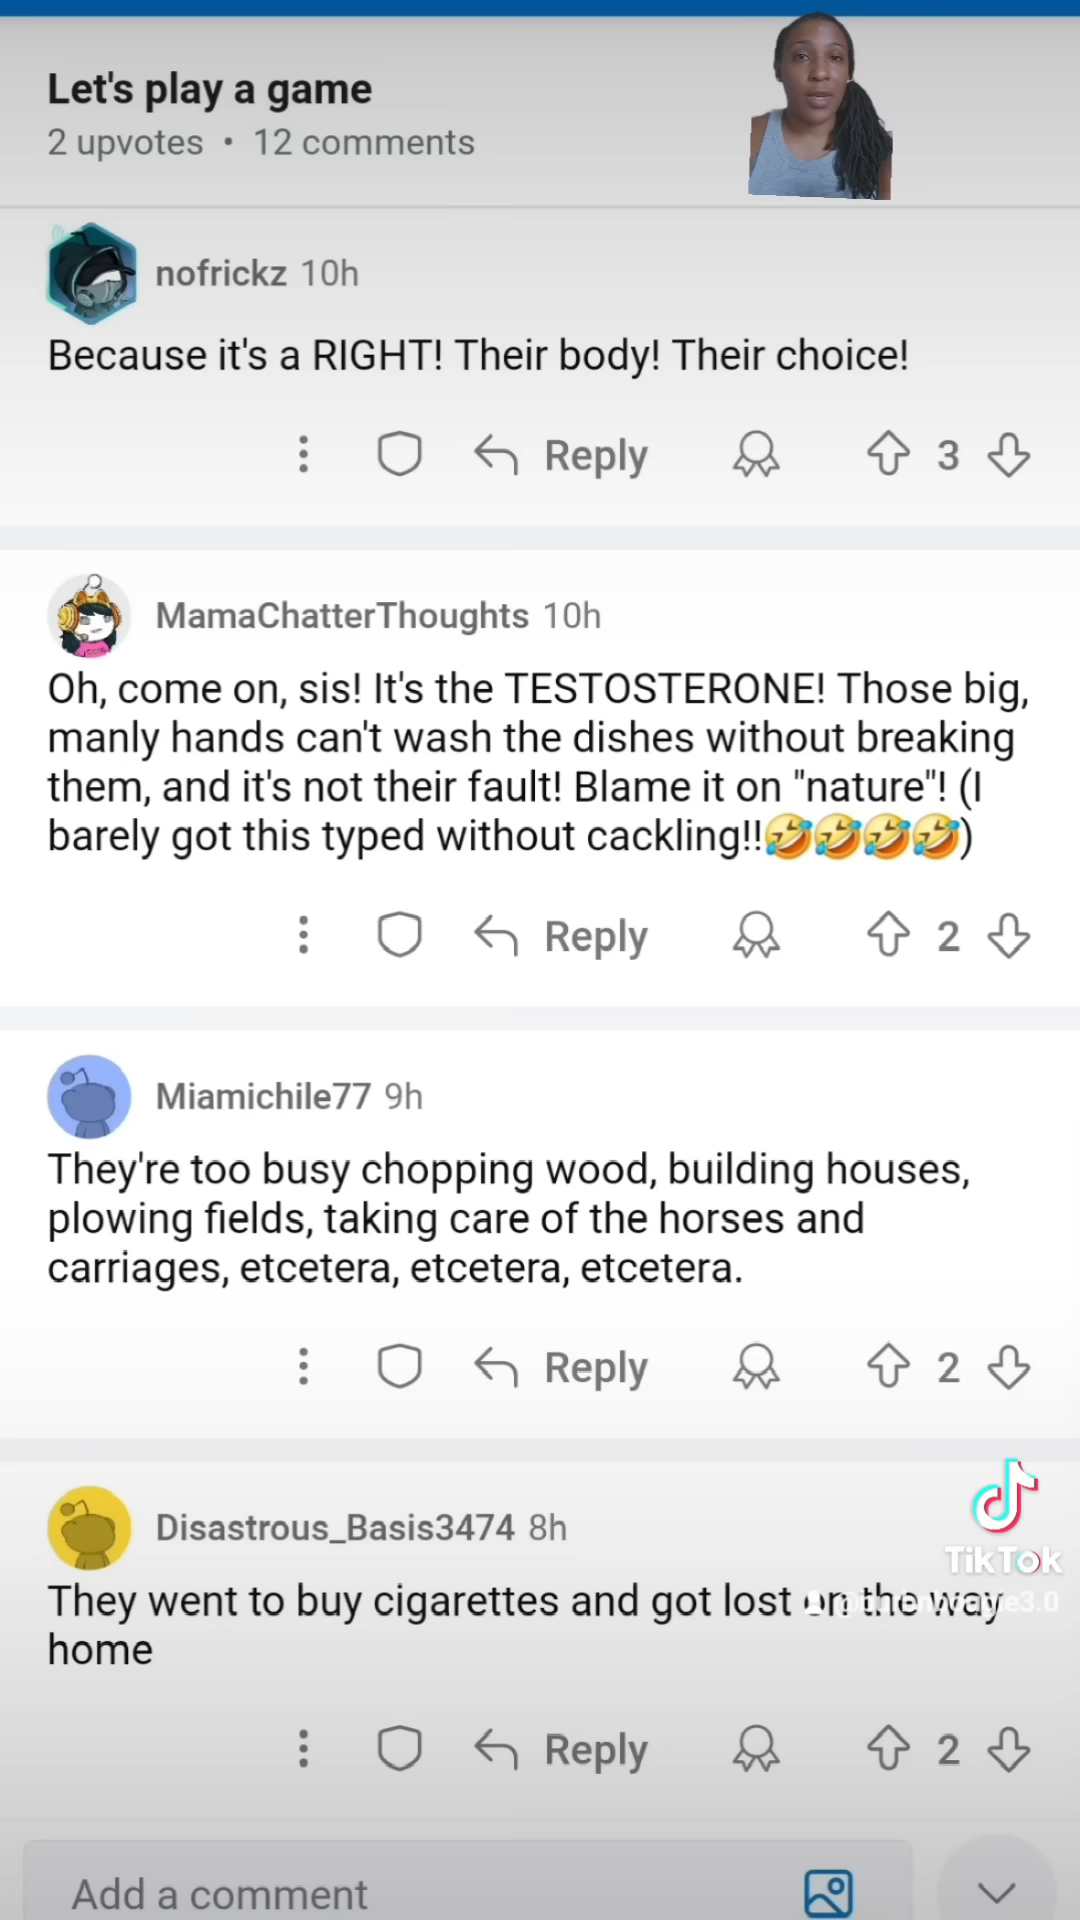 Let's play a game
2 upvotes • 12 comments
nofrickz 10h
Because it's a RIGHT! Their body! Their choice!
Reply 3
MamaChatterThoughts 10h
Oh, come on, sis! It's the TESTOSTERONE! Those big,
manly hands can't wash the dishes without breaking
them, and it's not their fault! Blame it on "nature"! (I
barely got this typed without cackling!!🤣🤣🤣🤣)
Reply 2
Miamichile77 9h
They're too busy chopping wood, building houses,
plowing fields, taking care of the horses and
carriages, etcetera, etcetera, etcetera.
Reply 2
Disastrous_Basis3474 8h
TikTok
They went to buy cigarettes and got lost on the way
home
Reply 2
Add a comment